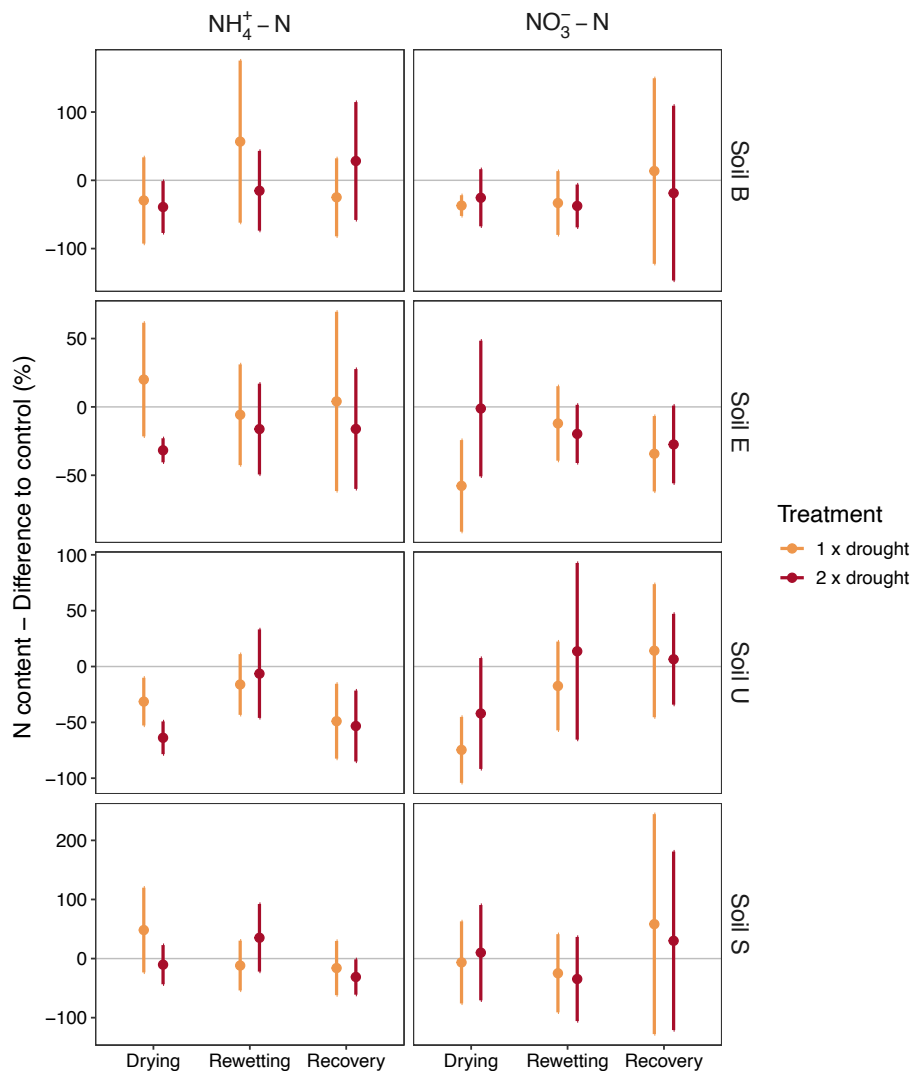 NH₄⁺ – N
NO₃⁻ – N
N content – Difference to control (%)
100
0
−100
Soil B
50
0
−50
Soil E
100
50
0
−50
−100
Soil U
200
100
0
−100
Soil S
Drying Rewetting Recovery
Drying Rewetting Recovery
Treatment
1 x drought
2 x drought